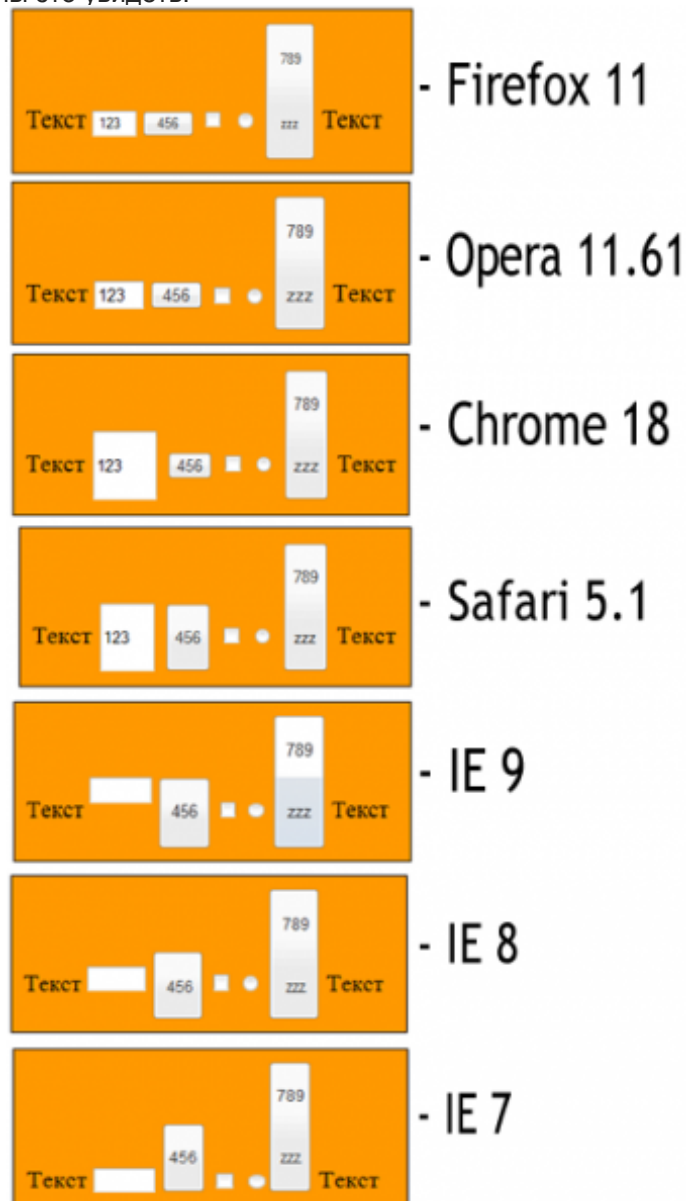 789
- Firefox 11
Текст 123 456 zzz Текст
789
- Opera 11.61
Текст 123 456 zzz Текст
789
- Chrome 18
Текст 123 456 zzz Текст
789
- Safari 5.1
Текст 123 456 zzz Текст
789
- IE 9
Текст 456 zzz Текст
789
- IE 8
Текст 456 zzz Текст
789
- IE 7
456 zzz
Текст Текст